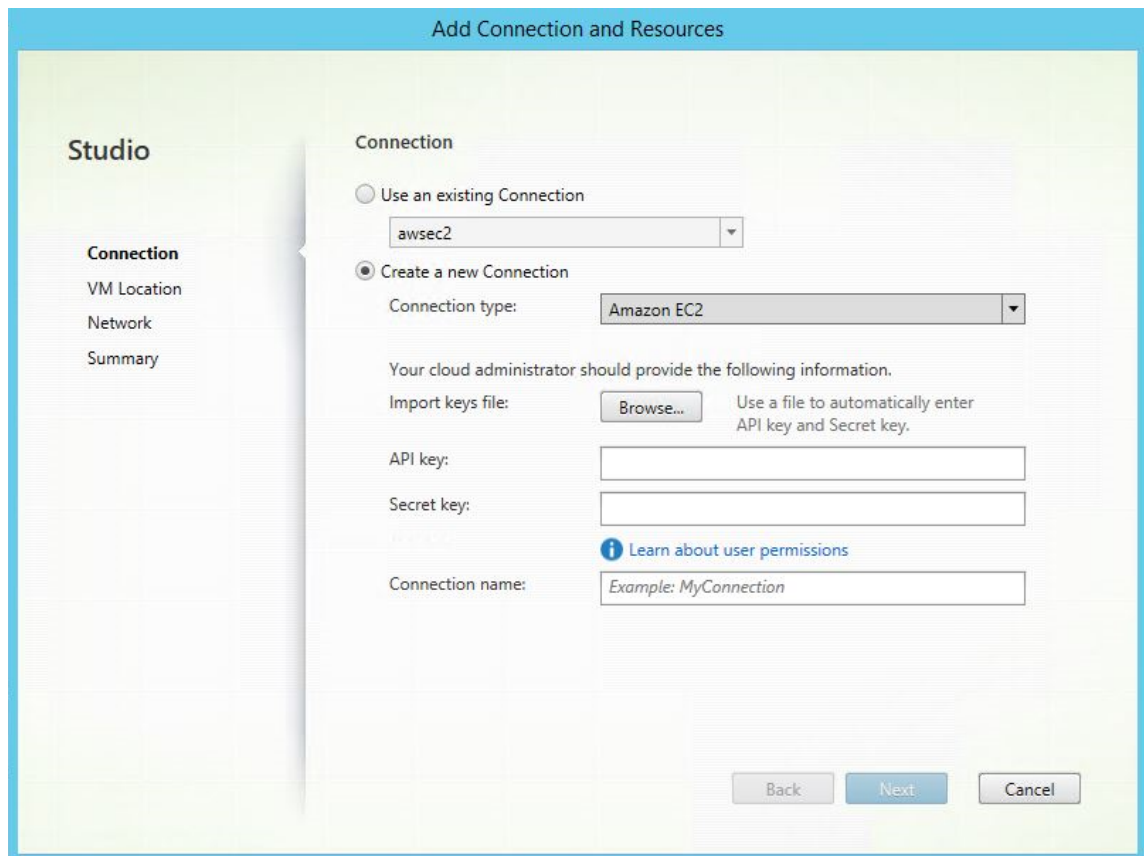 Add Connection and Resources
Studio
Connection
VM Location
Network
Summary
Connection
Use an existing Connection
awsec2
Create a new Connection
Connection type:
Amazon EC2
Your cloud administrator should provide the following information.
Import keys file:
Browse...
Use a file to automatically enter
API key and Secret key.
API key:
Secret key:
Learn about user permissions
Connection name:
Example: MyConnection
Back
Next
Cancel